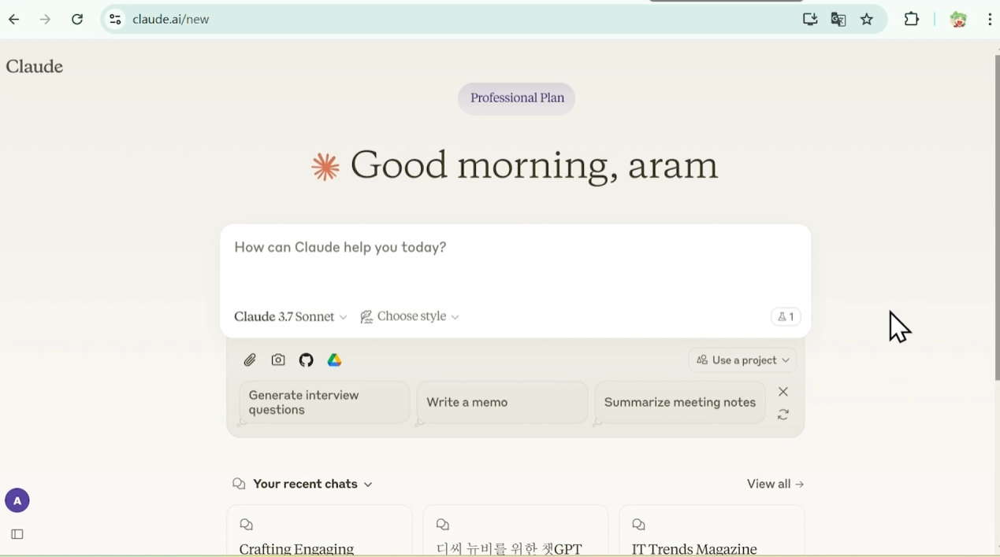 claude.ai/new
Claude
Professional Plan
Good morning, aram
How can Claude help you today?
Claude 3.7 Sonnet
Choose style
1
Use a project
Generate interview
questions
Write a memo
Summarize meeting notes
Your recent chats
View all →
A
Crafting Engaging
디씨 뉴비를 위한 챗GPT
IT Trends Magazine